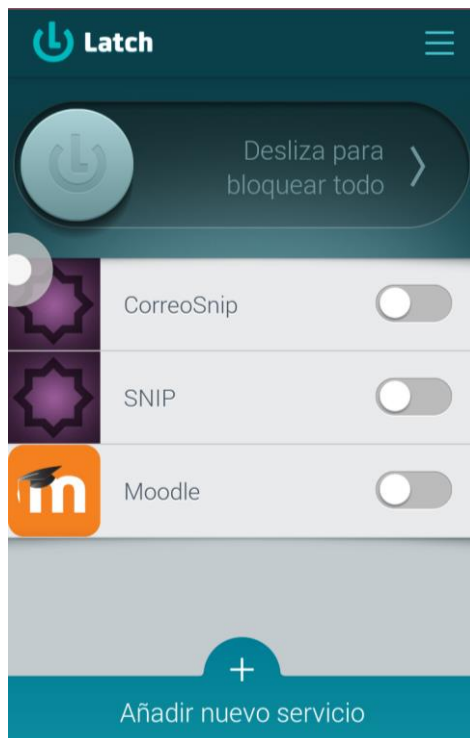 Latch
Desliza para
bloquear todo
CorreoSnip
SNIP
m
Moodle
+
Añadir nuevo servicio